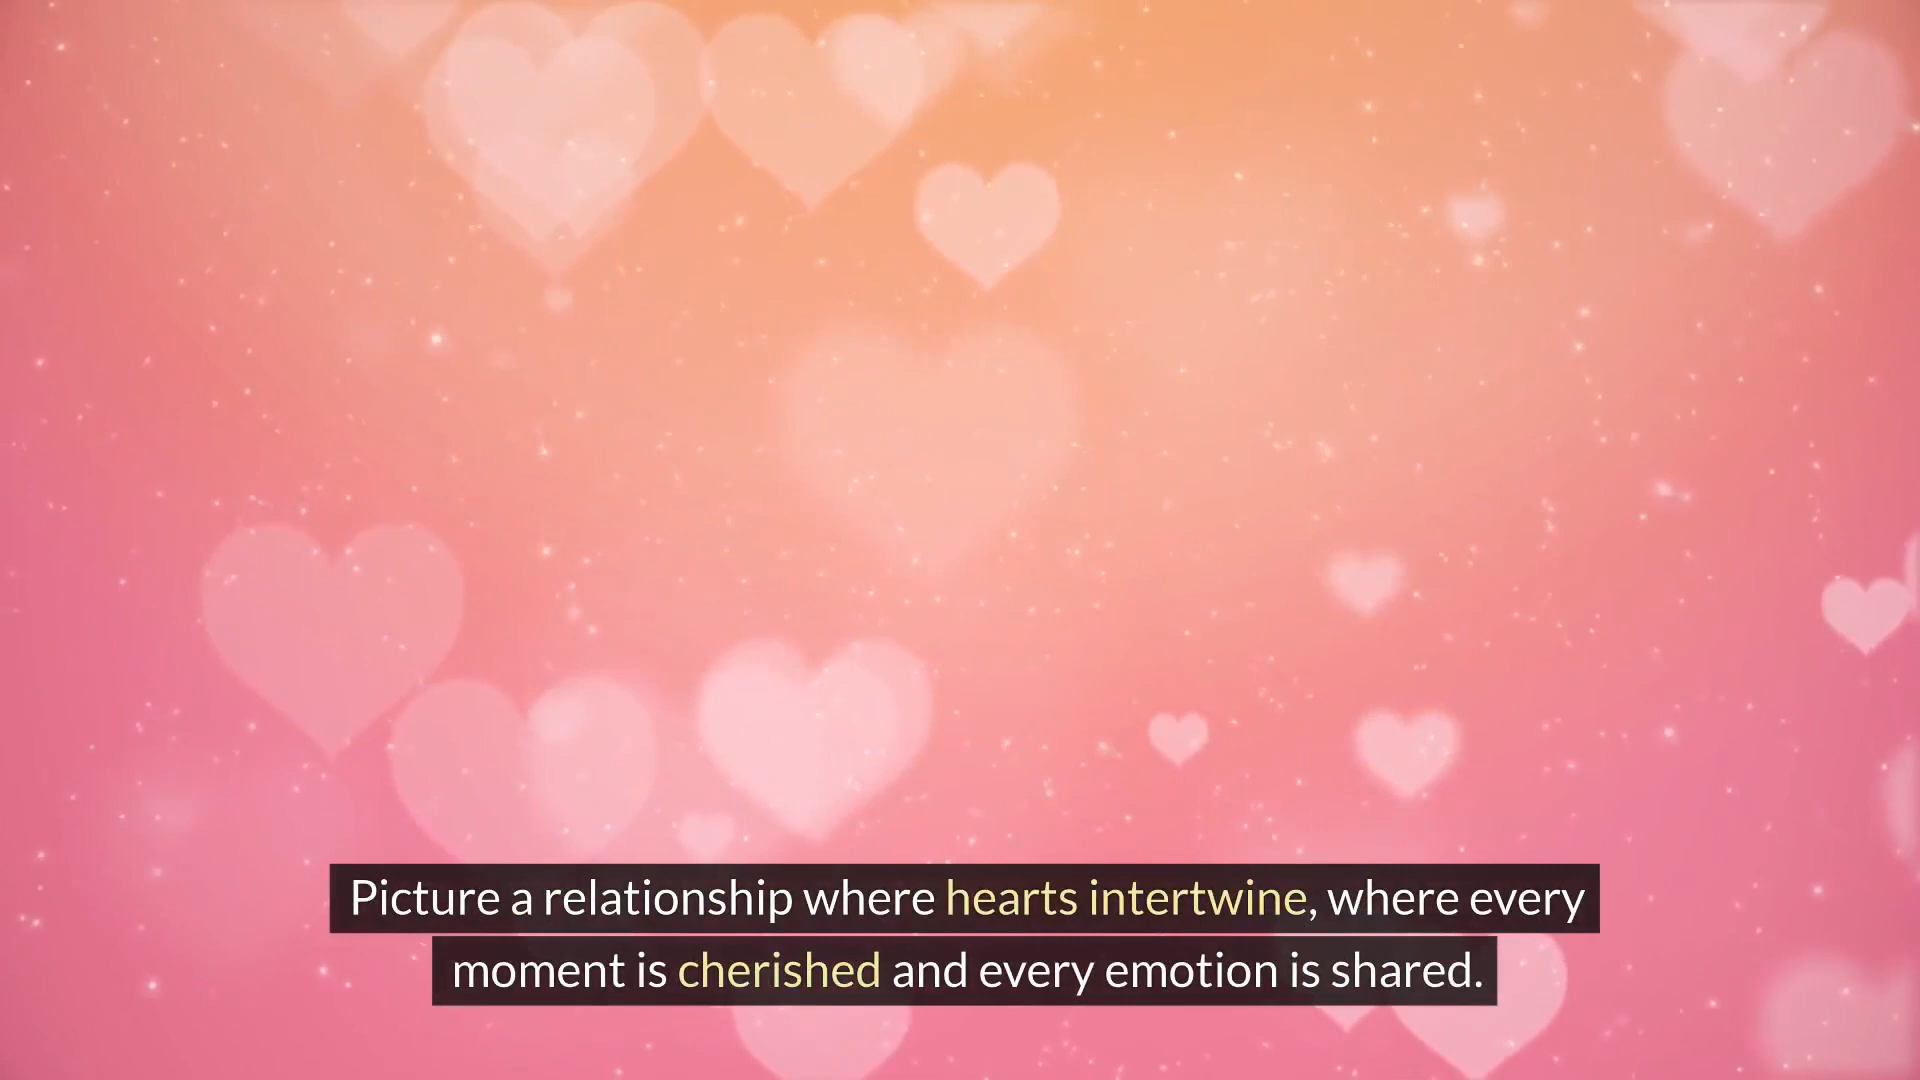 Picture a relationship where hearts intertwine, where every
moment is cherished and every emotion is shared.